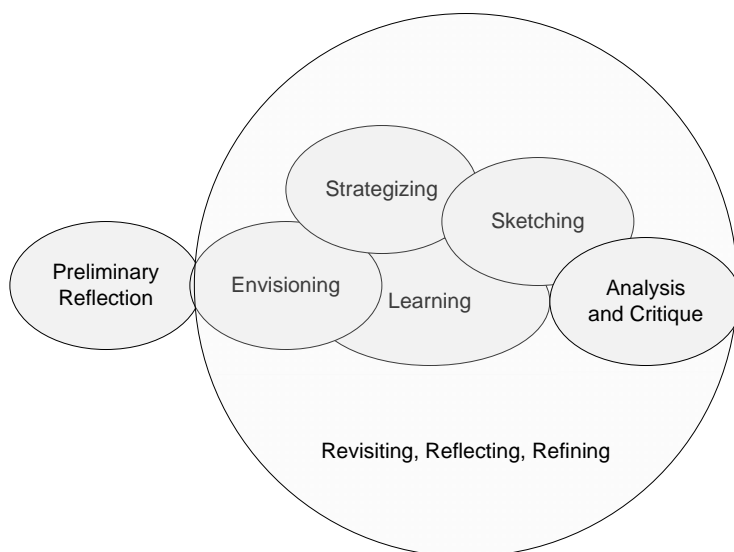 Strategizing
Sketching
Preliminary
Reflection
Envisioning
Learning
Analysis
and Critique
Revisiting, Reflecting, Refining